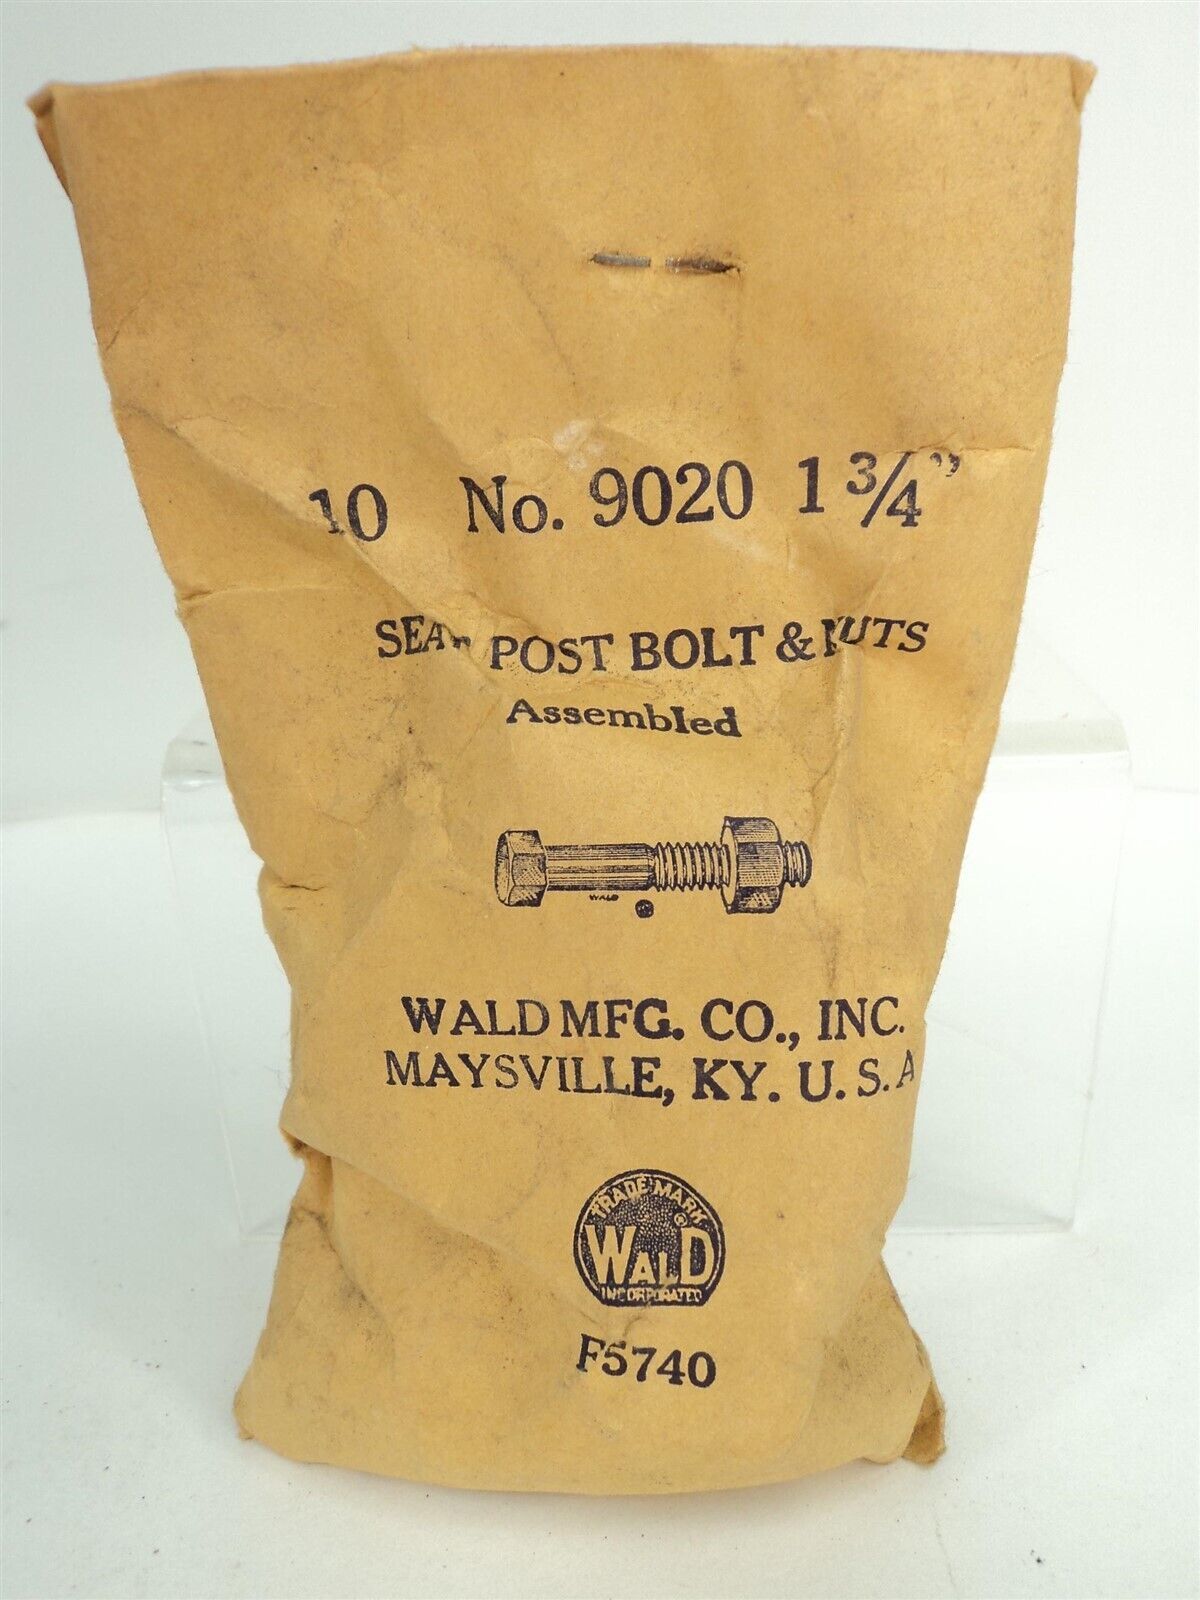 10 No. 9020 1 3/4"
SEAT POST BOLT & NUTS
Assembled
WALD
WALD MFG. CO., INC.
MAYSVILLE, KY. U. S. A
TRADE MARK
®
WALD
INCORPORATED
F5740